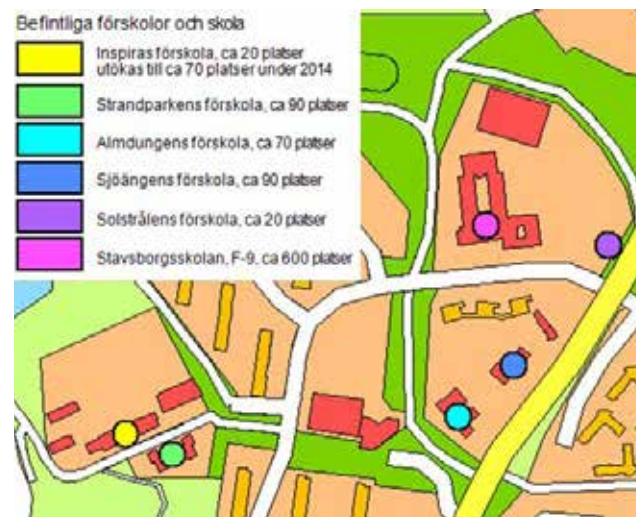 Befintliga förskolor och skola
Inspiras förskola, ca 20 platser
utökas till ca 70 platser under 2014
Strandparkens förskola, ca 90 platser
Almdungens förskola, ca 70 platser
Sjöängens förskola, ca 90 platser
Solstrålens förskola, ca 20 platser
Stavsborgsskolan, F-9, ca 600 platser